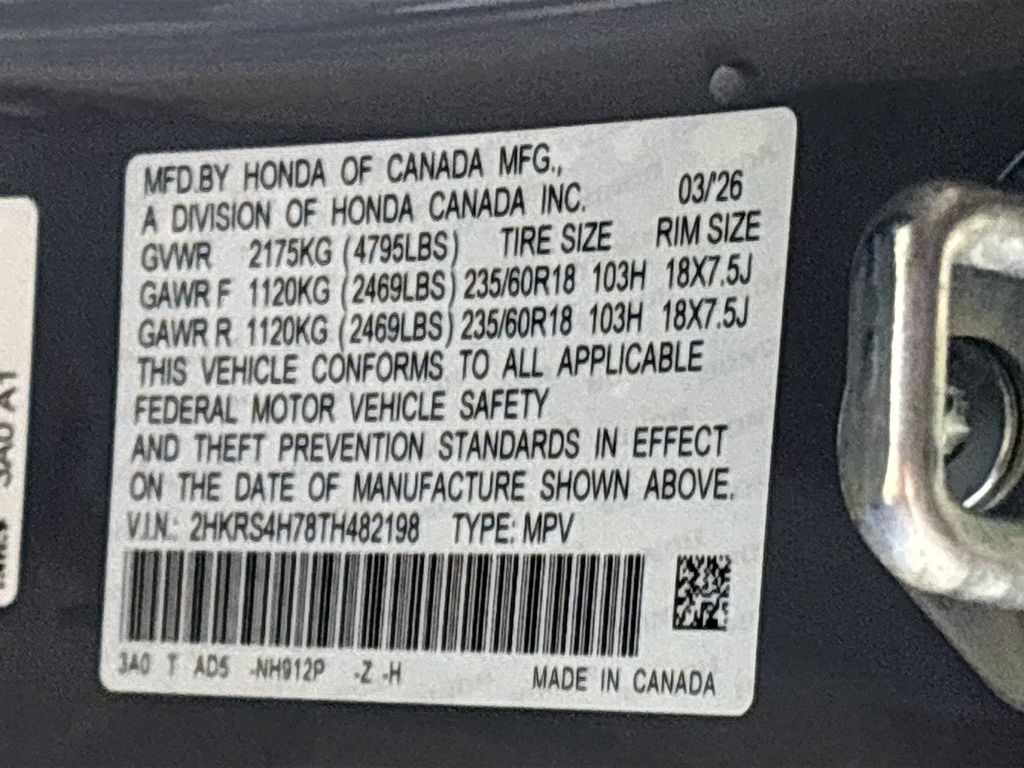 MFD.BY HONDA OF CANADA MFG.,
A DIVISION OF HONDA CANADA INC. 03/'26
GVWR 2175KG (4795LBS) TIRE SIZE RIM SIZE
GAWR F 1120KG (2469LBS) 235/60R18 103H 18X7.5J
GAWR R 1120KG (2469LBS) 235/60R18 103H 18X7.5J
THIS VEHICLE CONFORMS TO ALL APPLICABLE
FEDERAL MOTOR VEHICLE SAFETY
AND THEFT PREVENTION STANDARDS IN EFFECT
ON THE DATE OF MANUFACTURE SHOWN ABOVE.
V.I.N.: 2HKRS4H78TH482198 TYPE: MPV
3A0 T AD5 -NH912P -Z -H MADE IN CANADA
3A0 A1